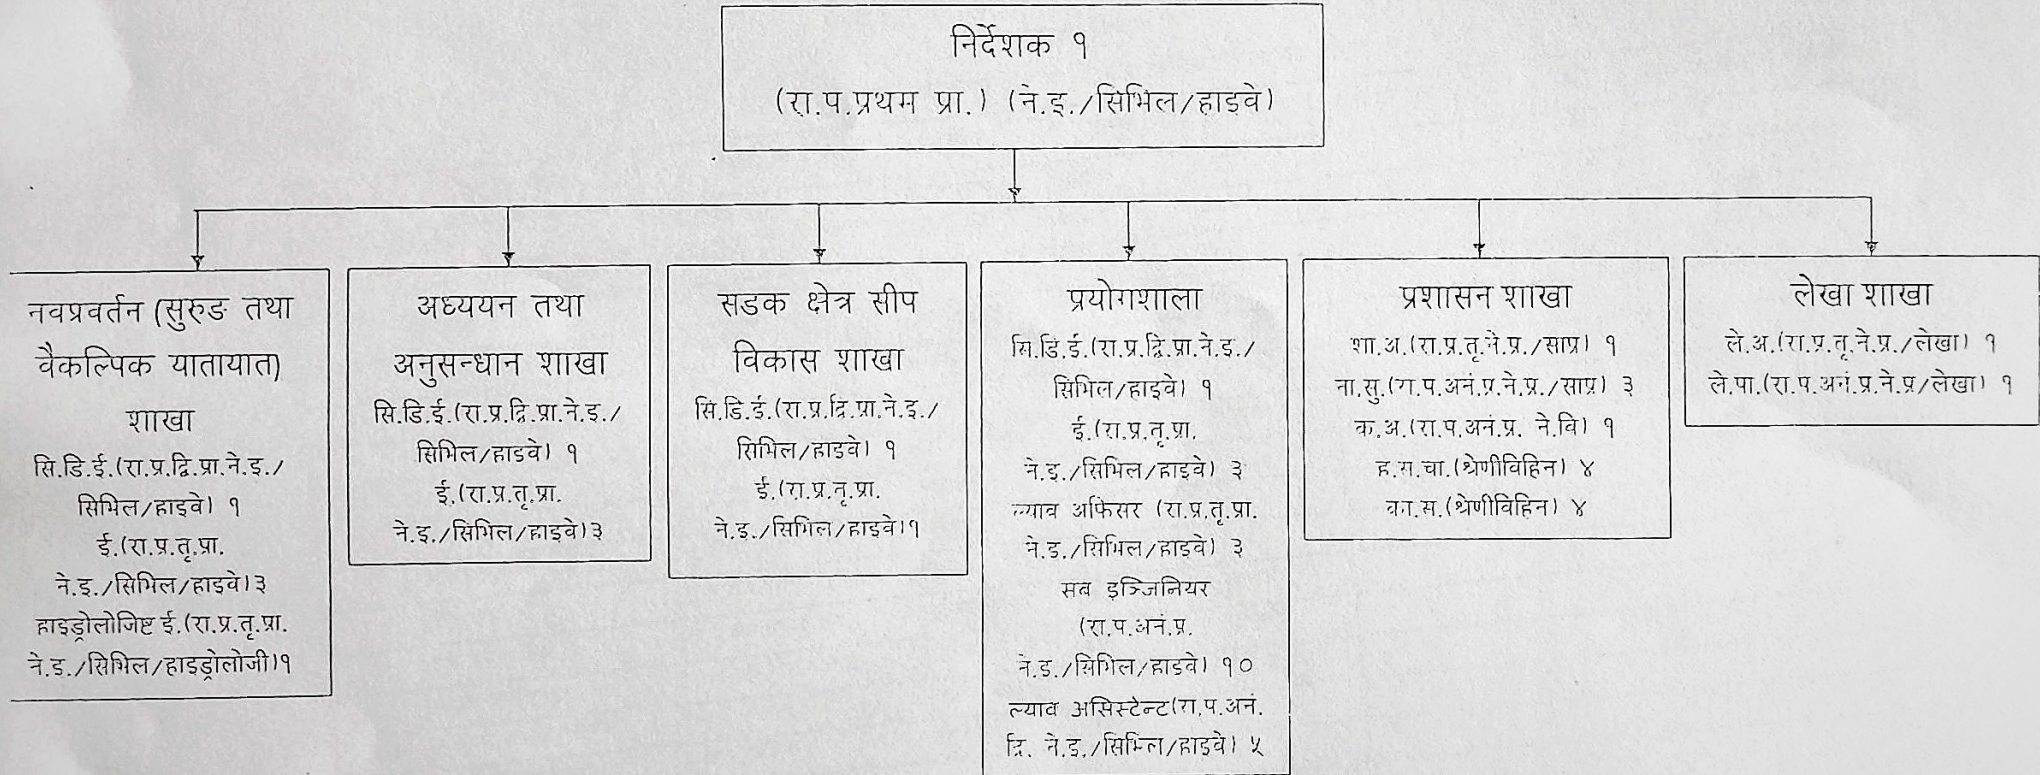 निर्देशक १
(रा.प.प्रथम प्रा.) (ने.इ./सिभिल/हाइवे)
नवप्रवर्तन (सुरुङ तथा
वैकल्पिक यातायात)
शाखा
सि.डि.ई.(रा.प्र.द्वि.प्रा.ने.इ./
सिभिल/हाइवे) १
ई.(रा.प्र.तृ.प्रा.
ने.इ./सिभिल/हाइवे)३
हाइड्रोलोजिष्ट ई.(रा.प्र.तृ.प्रा.
ने.इ./सिभिल/हाइड्रोलोजी)१
अध्ययन तथा
अनुसन्धान शाखा
सि.डि.ई.(रा.प्र.द्वि.प्रा.ने.इ./
सिभिल/हाइवे) १
ई.(रा.प्र.तृ.प्रा.
ने.इ./सिभिल/हाइवे)३
सडक क्षेत्र सीप
विकास शाखा
सि.डि.ई.(रा.प्र.द्वि.प्रा.ने.इ./
सिभिल/हाइवे) १
ई.(रा.प्र.तृ.प्रा.
ने.इ./सिभिल/हाइवे)१
प्रयोगशाला
सि.डि.ई.(रा.प्र.द्वि.प्रा.ने.इ./
सिभिल/हाइवे) १
ई.(रा.प्र.तृ.प्रा.
ने.इ./सिभिल/हाइवे) ३
ल्याव अफिसर (रा.प्र.तृ.प्रा.
ने.इ./सिभिल/हाइवे) ३
सब इञ्जिनियर
(रा.प.अनं.प्र.
ने.इ./सिभिल/हाइवे) १०
ल्याव असिस्टेन्ट(रा.प.अनं.
द्वि. ने.इ./सिभिल/हाइवे) ५
प्रशासन शाखा
शा.अ.(रा.प्र.तृ.ने.प्र./साप्र) १
ना.सु.(रा.प.अनं.प्र.ने.प्र./साप्र) ३
क.अ.(रा.प.अनं.प्र. ने.वि) १
ह.स.चा.(श्रेणीविहिन) ४
का.स.(श्रेणीविहिन) ४
लेखा शाखा
ले.अ.(रा.प्र.तृ.ने.प्र./लेखा) १
ले.पा.(रा.प.अनं.प्र.ने.प्र/लेखा) १